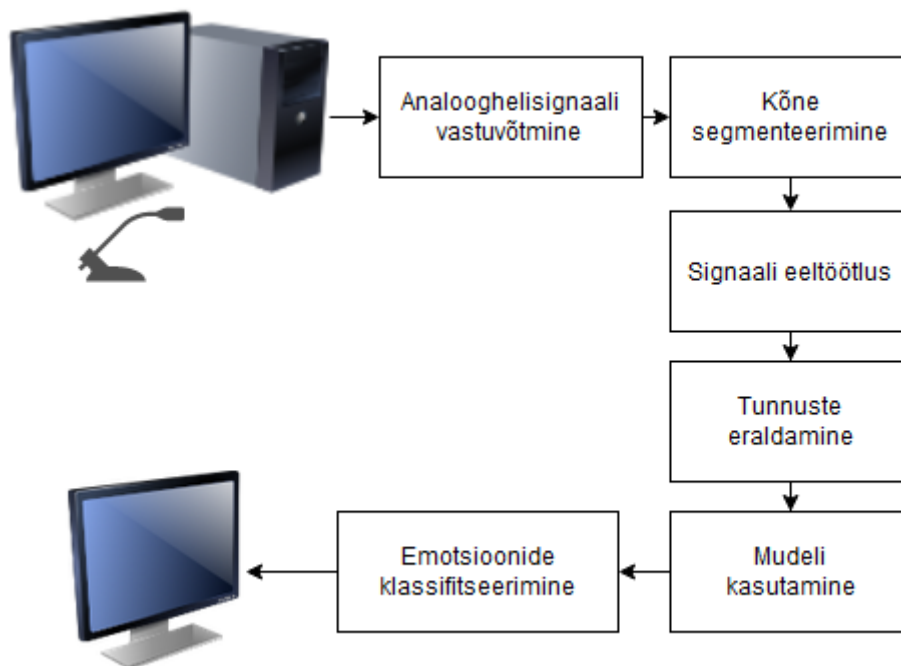 Analooghelisignaali
vastuvõtmine
Kõne
segmenteerimine
Signaali eeltöötlus
Tunnuste
eraldamine
Mudeli
kasutamine
Emotsioonide
klassifitseerimine